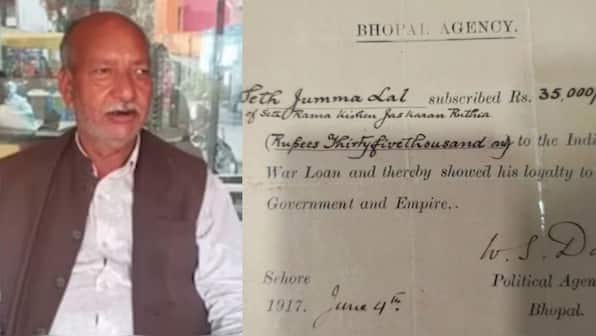 BHOPAL AGENCY.
Seth Jumma Lal subscribed Rs. 35,000/
of Seth Rama Kishen Jaskaran Ruthia
(Rupees Thirtyfivethousand only) to the Indi
War Loan and thereby showed his loyalty to
Government and Empire.
W. S. Da
Sehore
Political Agen
1917. June 4th.
Bhopal.